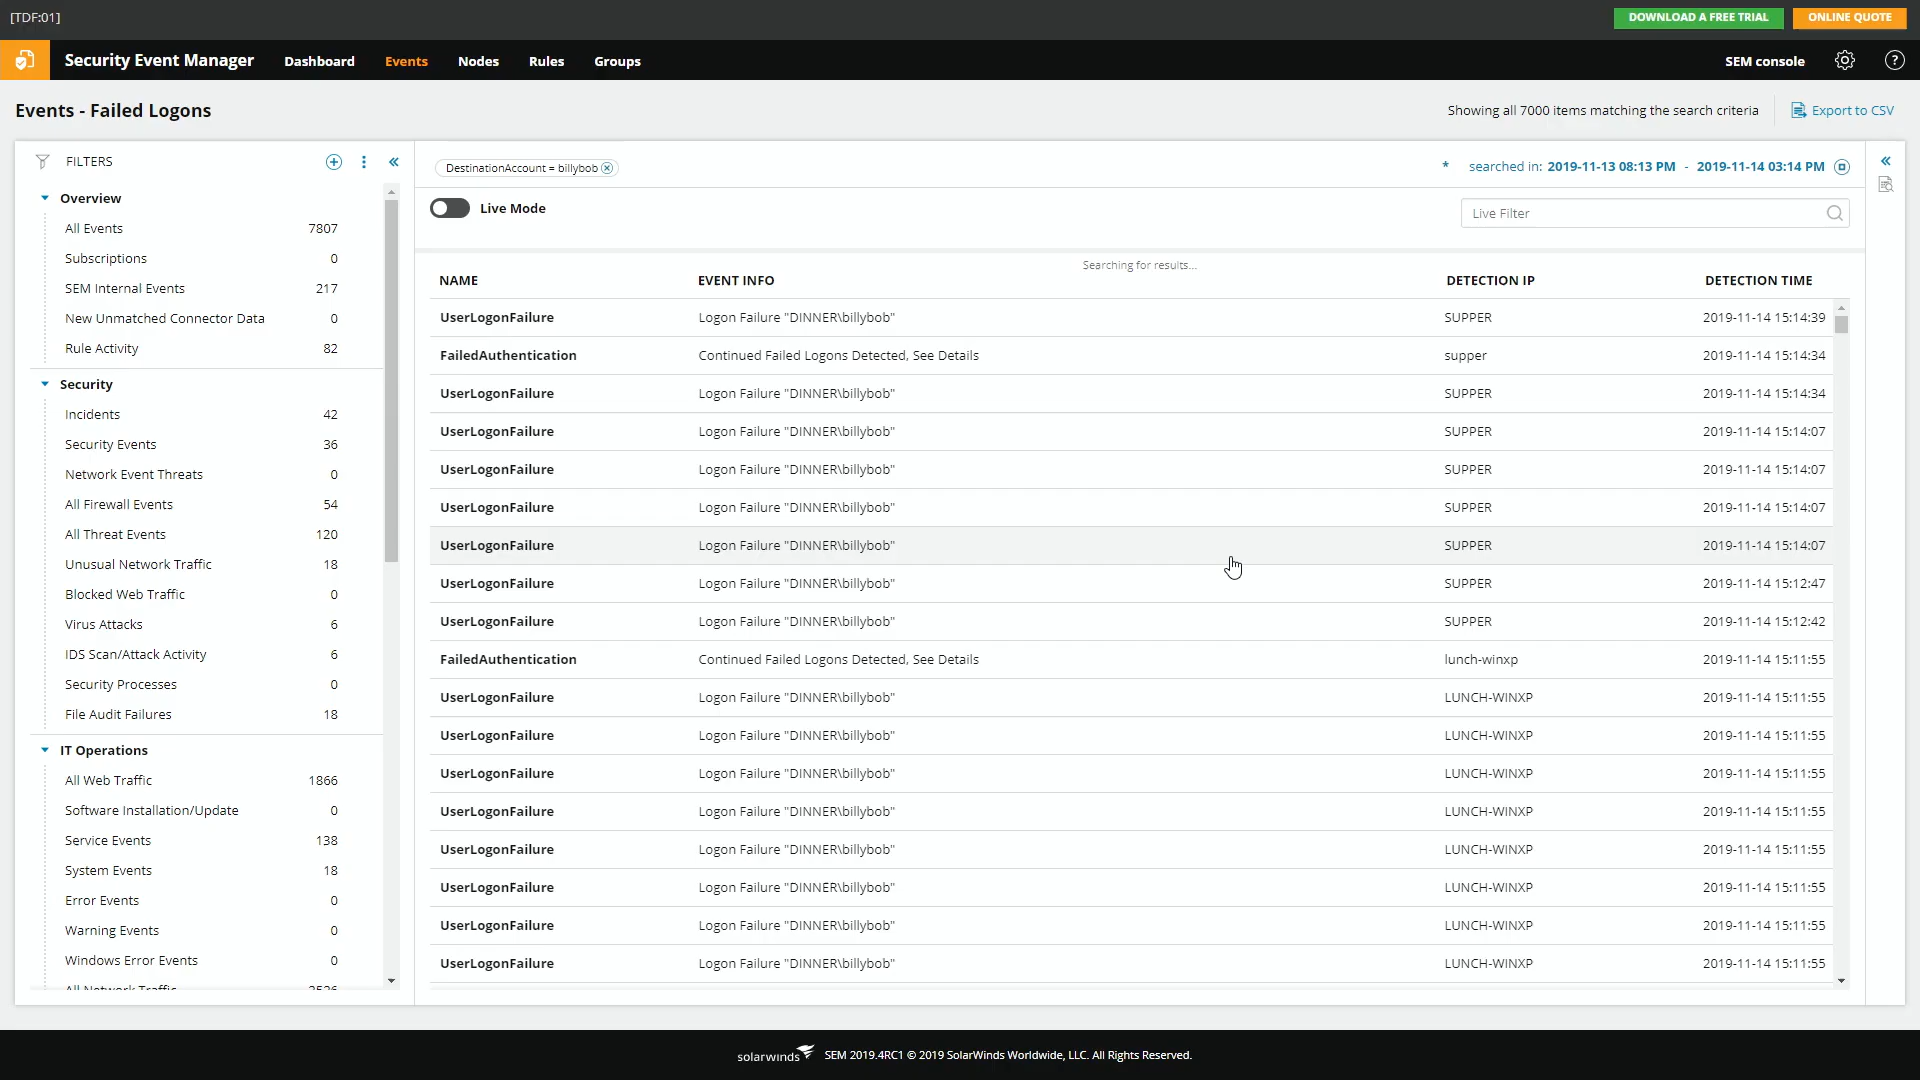 [TDF:01]
DOWNLOAD A FREE TRIAL
ONLINE QUOTE
Security Event Manager
Dashboard
Events
Nodes
Rules
Groups
SEM console
?
Events - Failed Logons
Showing all 7000 items matching the search criteria
Export to CSV
FILTERS
Overview
All Events 7807
Subscriptions 0
SEM Internal Events 217
New Unmatched Connector Data 0
Rule Activity 82
Security
Incidents 42
Security Events 36
Network Event Threats 0
All Firewall Events 54
All Threat Events 120
Unusual Network Traffic 18
Blocked Web Traffic 0
Virus Attacks 6
IDS Scan/Attack Activity 6
Security Processes 0
File Audit Failures 18
IT Operations
All Web Traffic 1866
Software Installation/Update 0
Service Events 138
System Events 18
Error Events 0
Warning Events 0
Windows Error Events 0
All Network Traffic 2526
DestinationAccount = billybob
* searched in: 2019-11-13 08:13 PM - 2019-11-14 03:14 PM
Live Mode
Live Filter
Searching for results...
NAME EVENT INFO DETECTION IP DETECTION TIME
UserLogonFailure Logon Failure "DINNER\billybob" SUPPER 2019-11-14 15:14:39
FailedAuthentication Continued Failed Logons Detected, See Details supper 2019-11-14 15:14:34
UserLogonFailure Logon Failure "DINNER\billybob" SUPPER 2019-11-14 15:14:34
UserLogonFailure Logon Failure "DINNER\billybob" SUPPER 2019-11-14 15:14:07
UserLogonFailure Logon Failure "DINNER\billybob" SUPPER 2019-11-14 15:14:07
UserLogonFailure Logon Failure "DINNER\billybob" SUPPER 2019-11-14 15:14:07
UserLogonFailure Logon Failure "DINNER\billybob" SUPPER 2019-11-14 15:14:07
UserLogonFailure Logon Failure "DINNER\billybob" SUPPER 2019-11-14 15:12:47
UserLogonFailure Logon Failure "DINNER\billybob" SUPPER 2019-11-14 15:12:42
FailedAuthentication Continued Failed Logons Detected, See Details lunch-winxp 2019-11-14 15:11:55
UserLogonFailure Logon Failure "DINNER\billybob" LUNCH-WINXP 2019-11-14 15:11:55
UserLogonFailure Logon Failure "DINNER\billybob" LUNCH-WINXP 2019-11-14 15:11:55
UserLogonFailure Logon Failure "DINNER\billybob" LUNCH-WINXP 2019-11-14 15:11:55
UserLogonFailure Logon Failure "DINNER\billybob" LUNCH-WINXP 2019-11-14 15:11:55
UserLogonFailure Logon Failure "DINNER\billybob" LUNCH-WINXP 2019-11-14 15:11:55
UserLogonFailure Logon Failure "DINNER\billybob" LUNCH-WINXP 2019-11-14 15:11:55
UserLogonFailure Logon Failure "DINNER\billybob" LUNCH-WINXP 2019-11-14 15:11:55
UserLogonFailure Logon Failure "DINNER\billybob" LUNCH-WINXP 2019-11-14 15:11:55
solarwinds SEM 2019.4RC1 © 2019 SolarWinds Worldwide, LLC. All Rights Reserved.